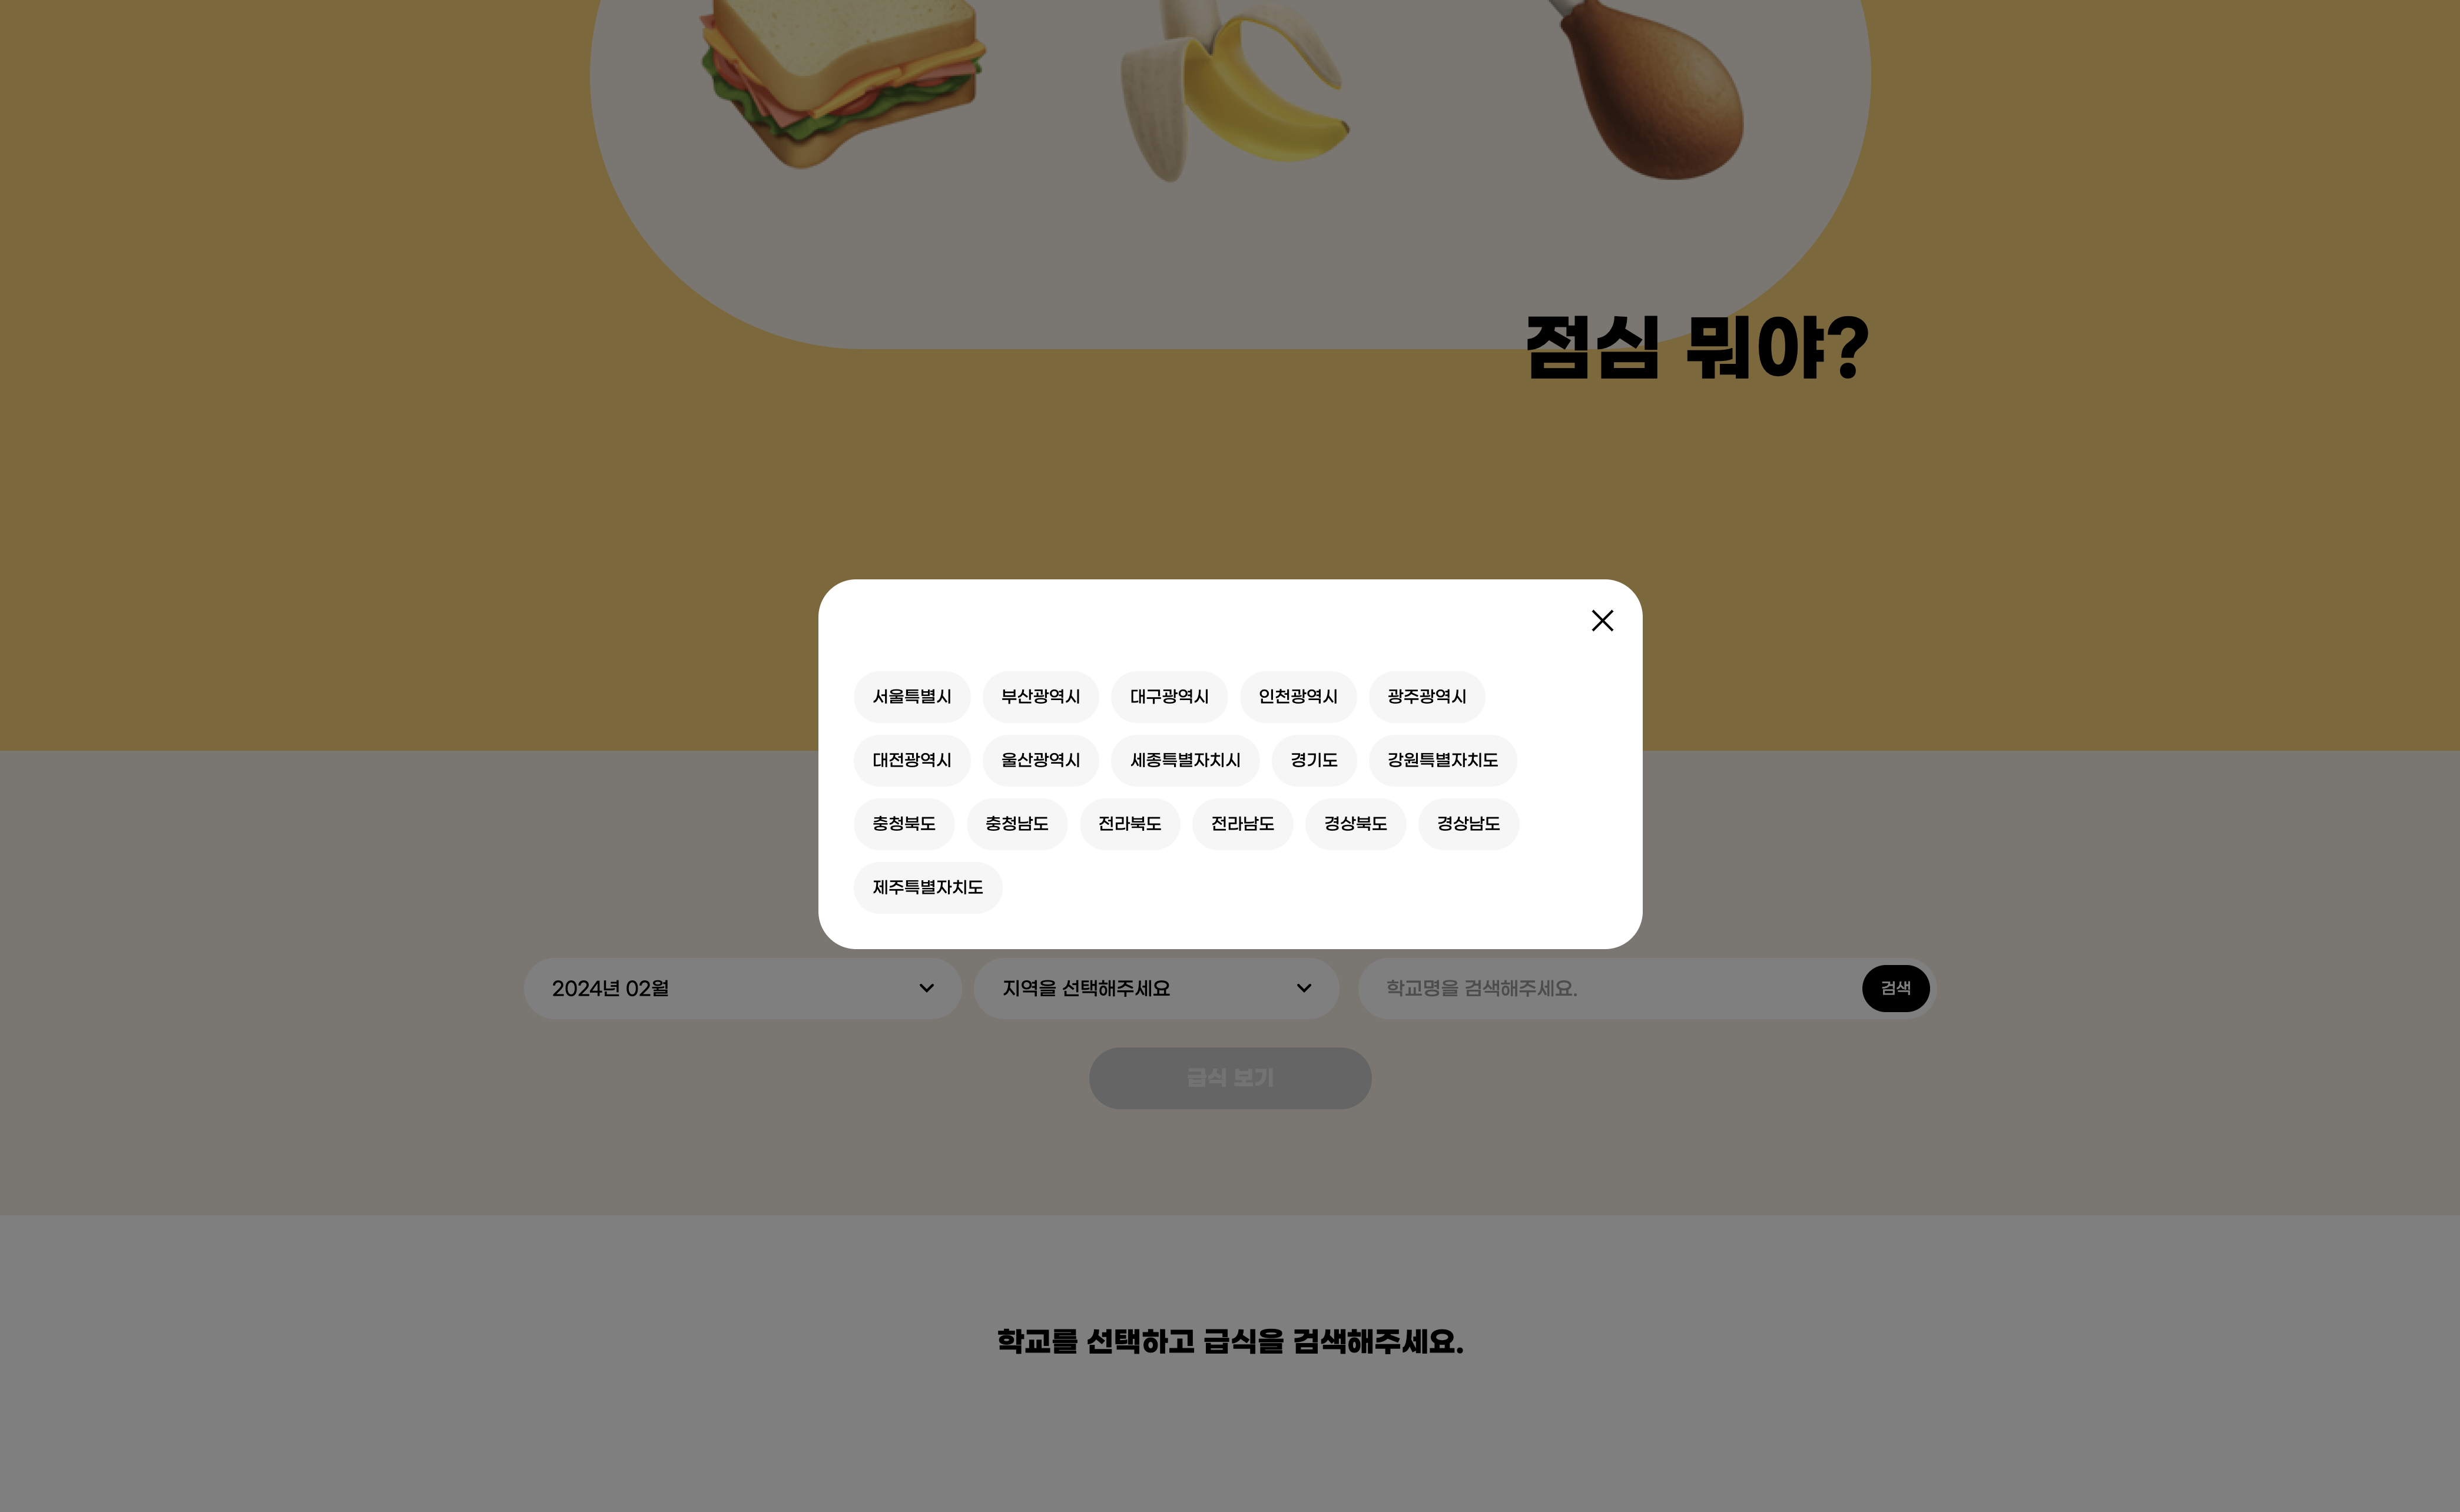 점심 뭐야?
서울특별시 부산광역시 대구광역시 인천광역시 광주광역시
대전광역시 울산광역시 세종특별자치시 경기도 강원특별자치도
충청북도 충청남도 전라북도 전라남도 경상북도 경상남도
제주특별자치도
2024년 02월 지역을 선택해주세요 학교명을 검색해주세요. 검색
급식 보기
학교를 선택하고 급식을 검색해주세요.